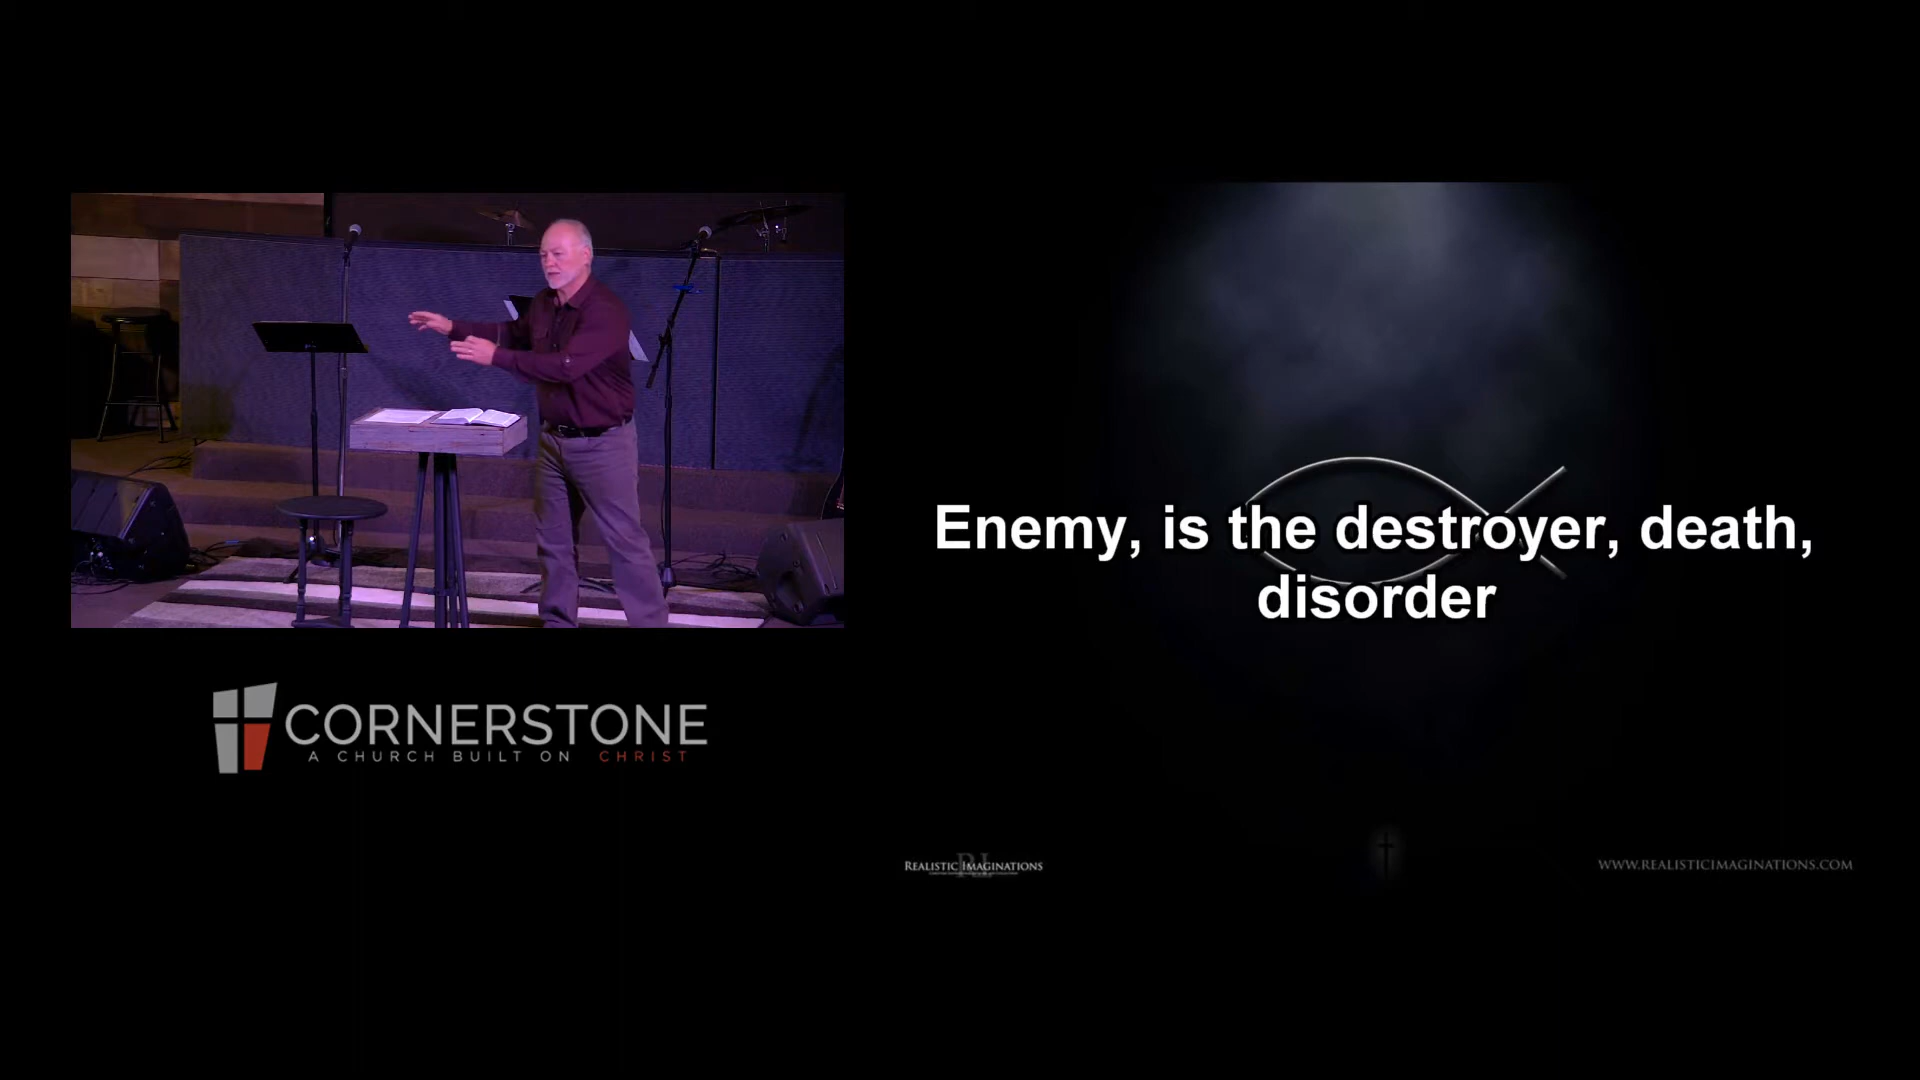 Enemy, is the destroyer, death,
disorder
CORNERSTONE
A CHURCH BUILT ON CHRIST
REALISTIC IMAGINATIONS
WWW.REALISTICIMAGINATIONS.COM